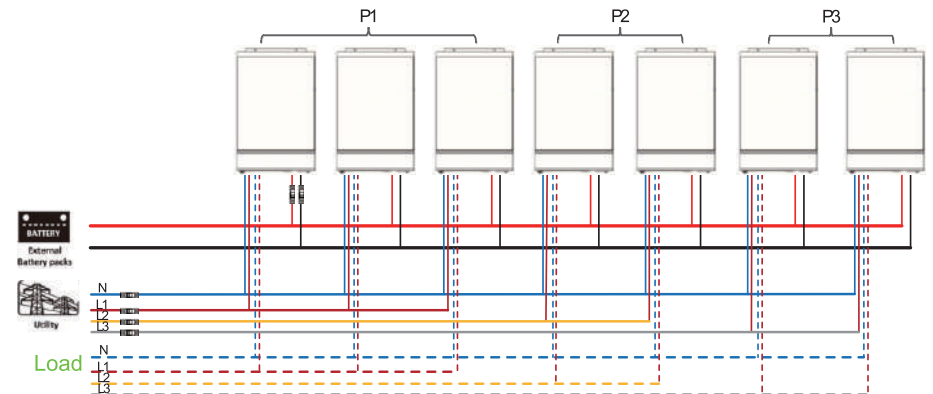 P1 P2 P3
BATTERY
External
Battery packs
Utility
N
L1
L2
L3
Load
N
L1
L2
L3